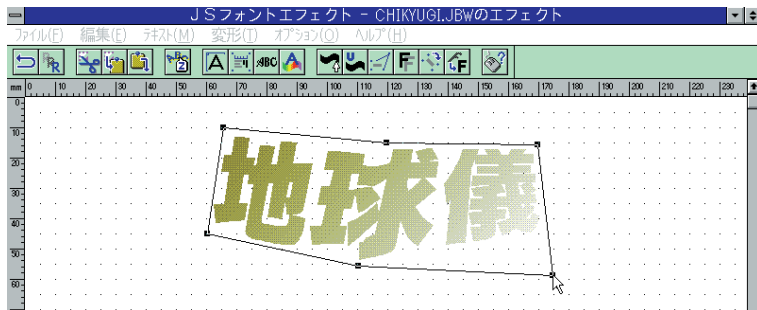 JSフォントエフェクト - CHIKYUGI.JBWのエフェクト
ファイル(F) 編集(E) テキスト(M) 変形(T) オプション(O) ヘルプ(H)
mm 0 10 20 30 40 50 60 70 80 90 100 110 120 130 140 150 160 170 180 190 200 210 220 230
0
10
20
30
40
50
60
地球儀